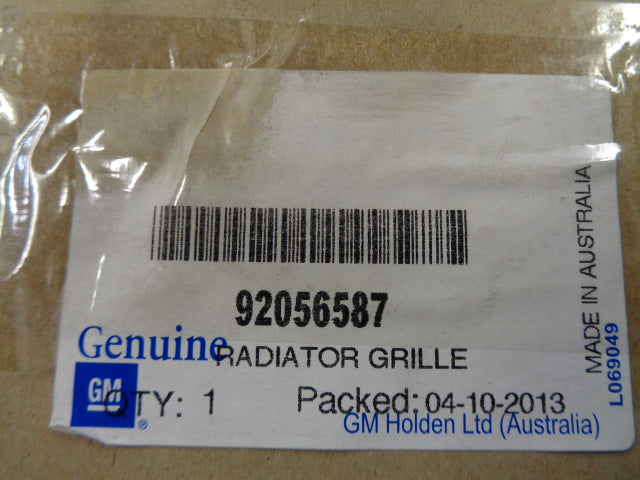 92056587
Genuine
RADIATOR GRILLE
GM
®
QTY: 1 Packed: 04-10-2013
GM Holden Ltd (Australia)
MADE IN AUSTRALIA
L069049